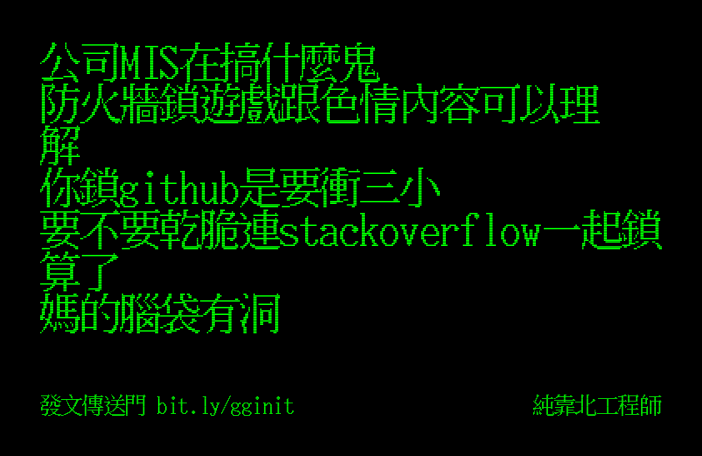 公司MIS在搞什麼鬼
防火牆鎖遊戲跟色情內容可以理
解
你鎖github是要衝三小
要不要乾脆連stackoverflow一起鎖
算了
媽的腦袋有洞
發文傳送門 bit.ly/gginit
純靠北工程師